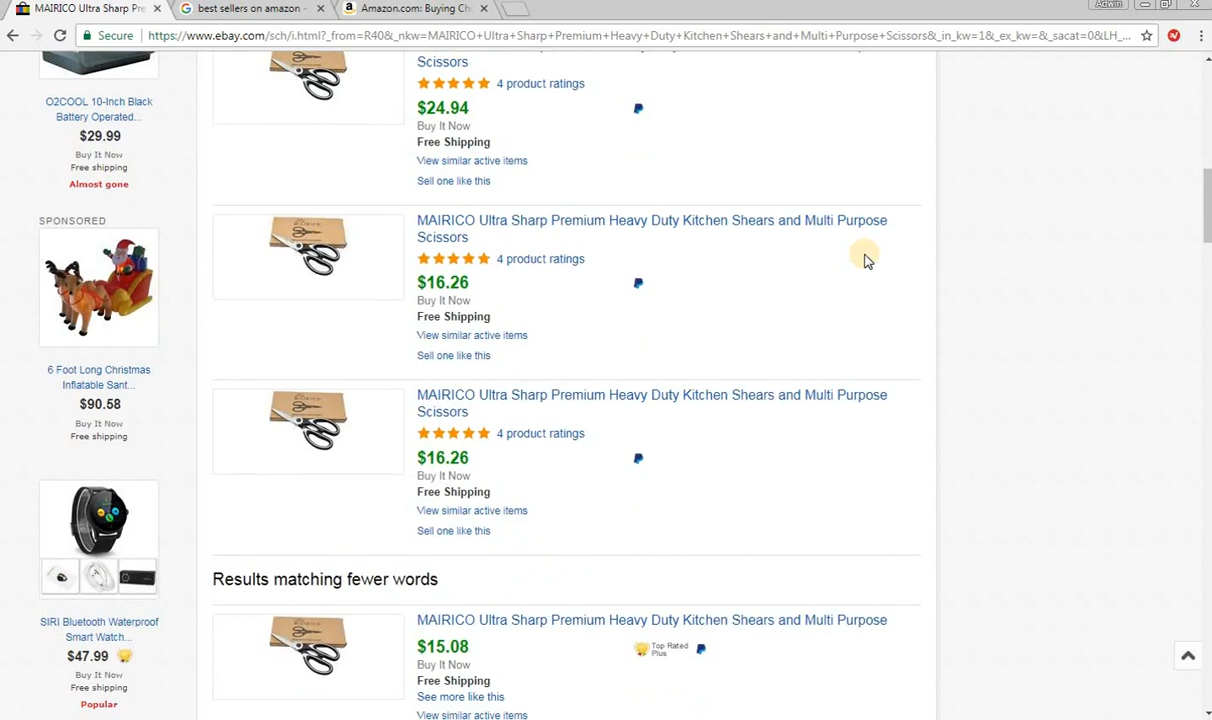 MAIRICO Ultra Sharp Pre
best sellers on amazon -
Amazon.com: Buying Ch
Admin
Secure
https://www.ebay.com/sch/i.html?_from=R40&_nkw=MAIRICO+Ultra+Sharp+Premium+Heavy+Duty+Kitchen+Shears+and+Multi+Purpose+Scissors&_in_kw=1&_ex_kw=&_sacat=0&LH_...
O2COOL 10-Inch Black
Battery Operated...
$29.99
Buy It Now
Free shipping
Almost gone
SPONSORED
6 Foot Long Christmas
Inflatable Sant...
$90.58
Buy It Now
Free shipping
SIRI Bluetooth Waterproof
Smart Watch...
$47.99
Buy It Now
Free shipping
Popular
Scissors
4 product ratings
$24.94
Buy It Now
Free Shipping
View similar active items
Sell one like this
MAIRICO Ultra Sharp Premium Heavy Duty Kitchen Shears and Multi Purpose
Scissors
4 product ratings
$16.26
Buy It Now
Free Shipping
View similar active items
Sell one like this
MAIRICO Ultra Sharp Premium Heavy Duty Kitchen Shears and Multi Purpose
Scissors
4 product ratings
$16.26
Buy It Now
Free Shipping
View similar active items
Sell one like this
Results matching fewer words
MAIRICO Ultra Sharp Premium Heavy Duty Kitchen Shears and Multi Purpose
$15.08
Top Rated
Plus
Buy It Now
Free Shipping
See more like this
View similar active items